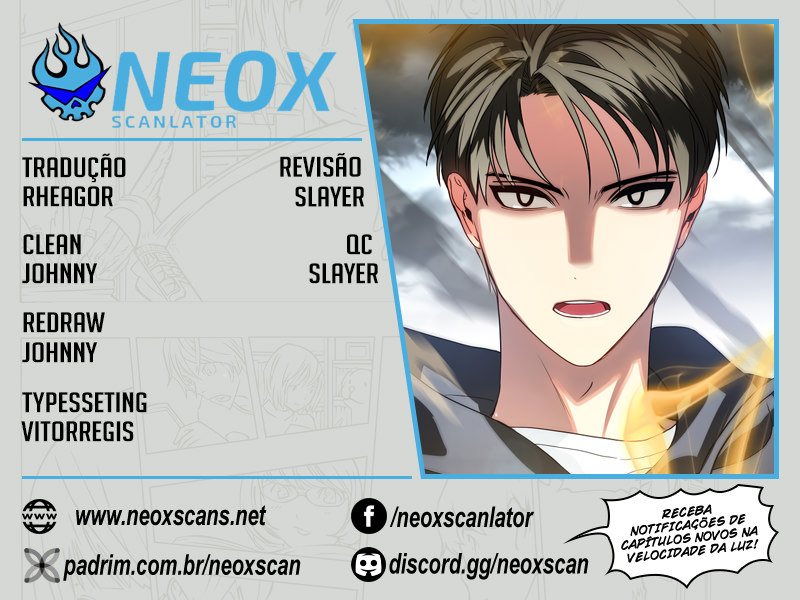 NEOX
SCANLATOR
TRADUÇÃO
RHEAGOR
REVISÃO
SLAYER
CLEAN
JOHNNY
QC
SLAYER
REDRAW
JOHNNY
TYPESSETING
VITORREGIS
www.neoxscans.net
/neoxscanlator
padrim.com.br/neoxscan
discord.gg/neoxscan
RECEBA
NOTIFICAÇÕES DE
CAPÍTULOS NOVOS NA
VELOCIDADE DA LUZ!